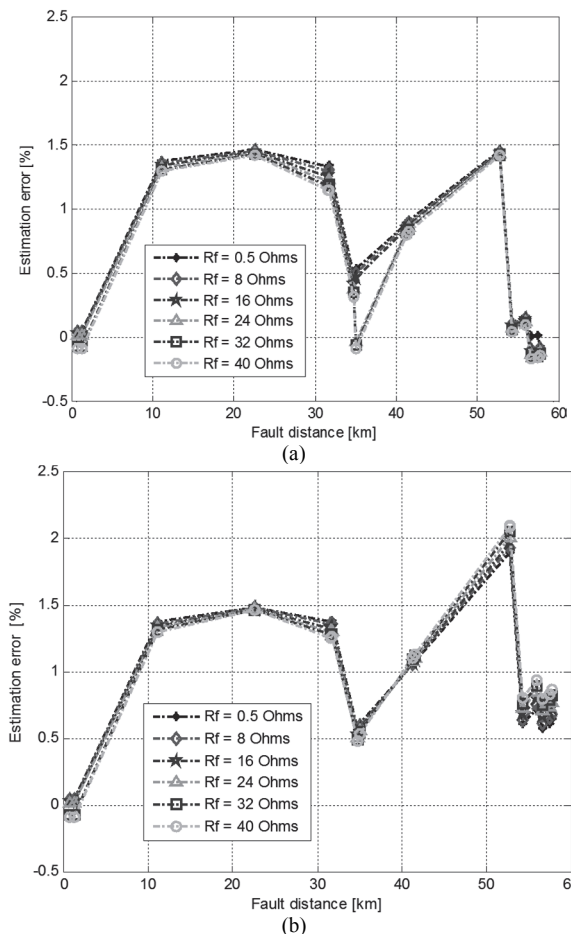 2.5
2
1.5
1
0.5
0
-0.5
Estimation error [%]
Rf = 0.5 Ohms
Rf = 8 Ohms
Rf = 16 Ohms
Rf = 24 Ohms
Rf = 32 Ohms
Rf = 40 Ohms
0 10 20 30 40 50 60
Fault distance [km]
(a)
2.5
2
1.5
1
0.5
0
-0.5
Estimation error [%]
Rf = 0.5 Ohms
Rf = 8 Ohms
Rf = 16 Ohms
Rf = 24 Ohms
Rf = 32 Ohms
Rf = 40 Ohms
0 10 20 30 40 50 60
Fault distance [km]
(b)